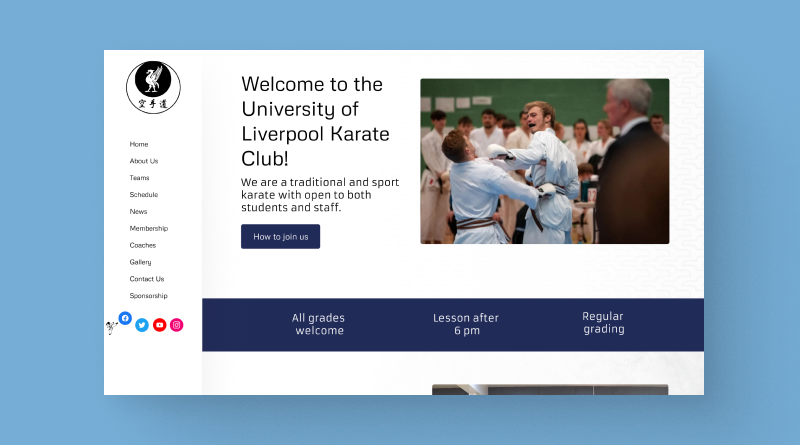 空手道
Home
About Us
Teams
Schedule
News
Membership
Coaches
Gallery
Contact Us
Sponsorship
Welcome to the
University of
Liverpool Karate
Club!
We are a traditional and sport
karate with open to both
students and staff.
How to join us
All grades
welcome
Lesson after
6 pm
Regular
grading